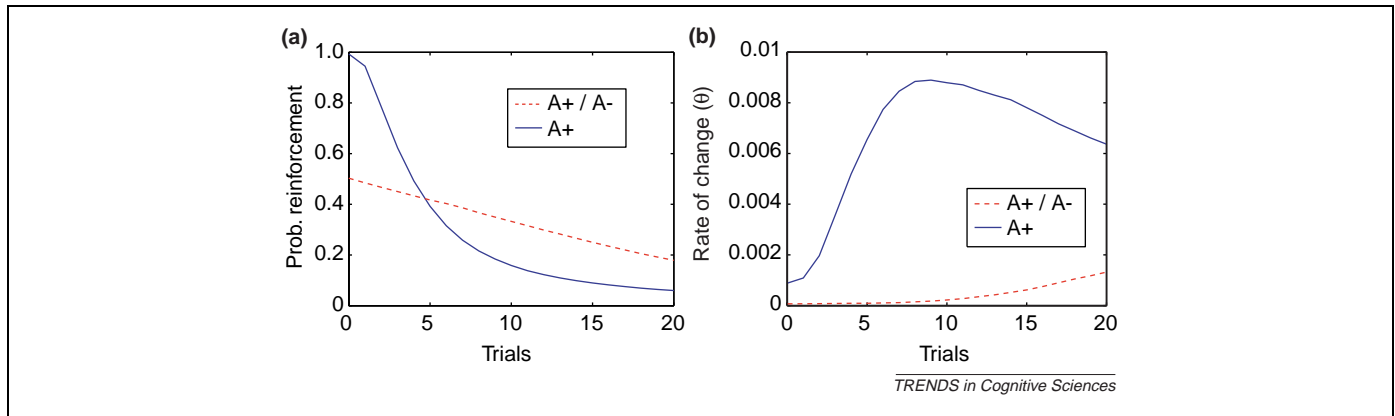 (a)
Prob. reinforcement
1.0
0.8
0.6
0.4
0.2
0
A+ / A-
A+
0 5 10 15 20
Trials
(b)
Rate of change (θ)
0.01
0.008
0.006
0.004
0.002
0
A+ / A-
A+
0 5 10 15 20
Trials
TRENDS in Cognitive Sciences